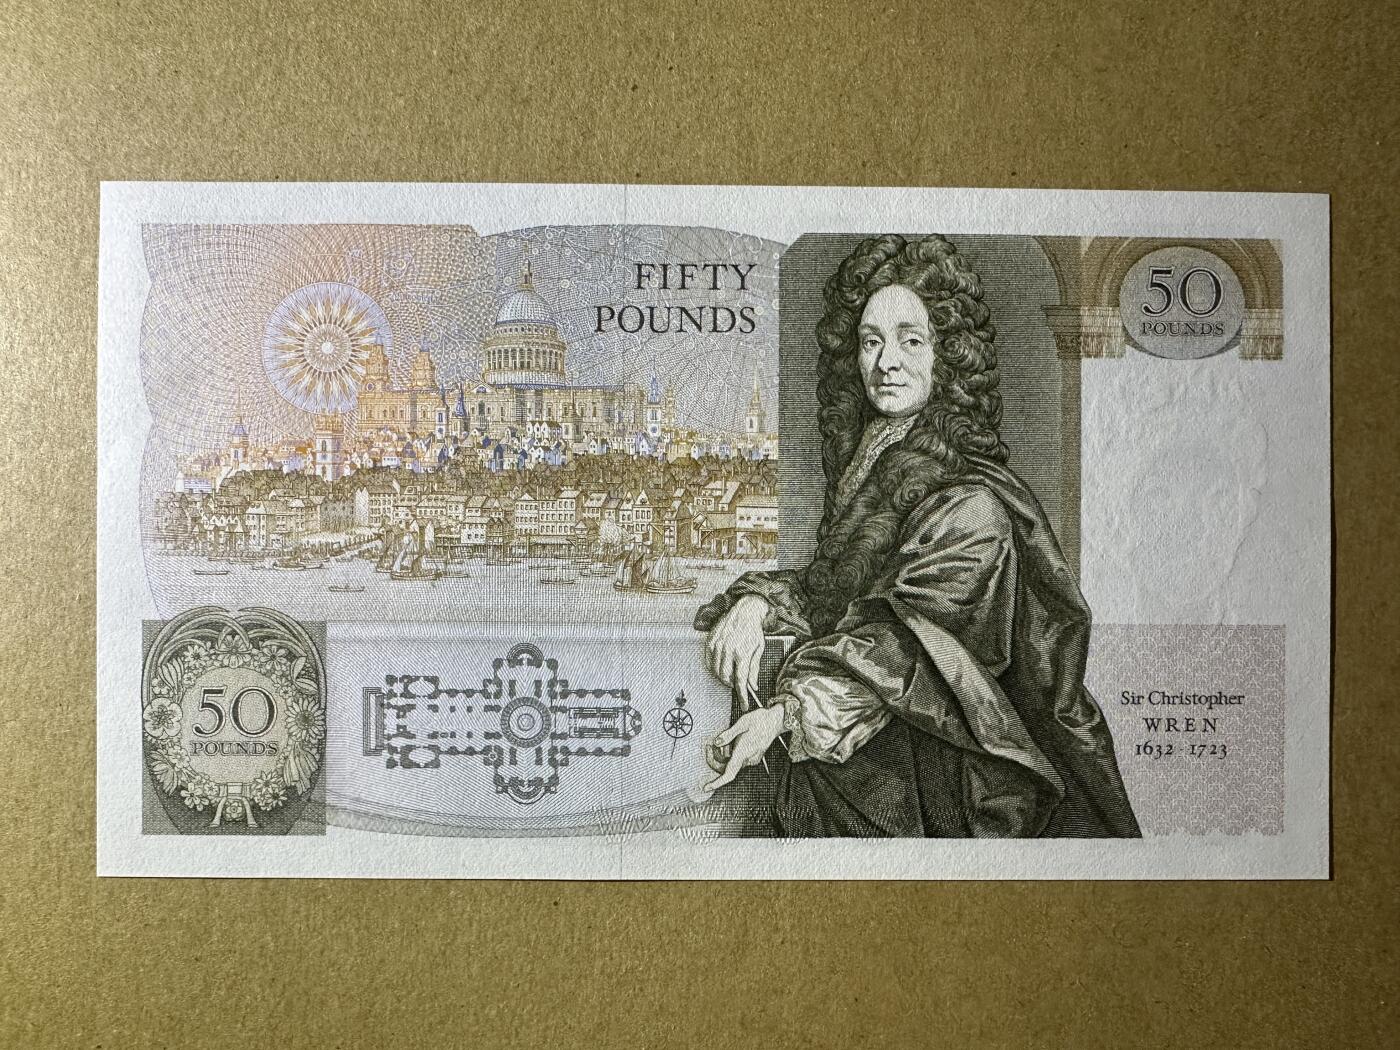 FIFTY
POUNDS
50
POUNDS
50
POUNDS
Sir Christopher
WREN
1632 · 1723